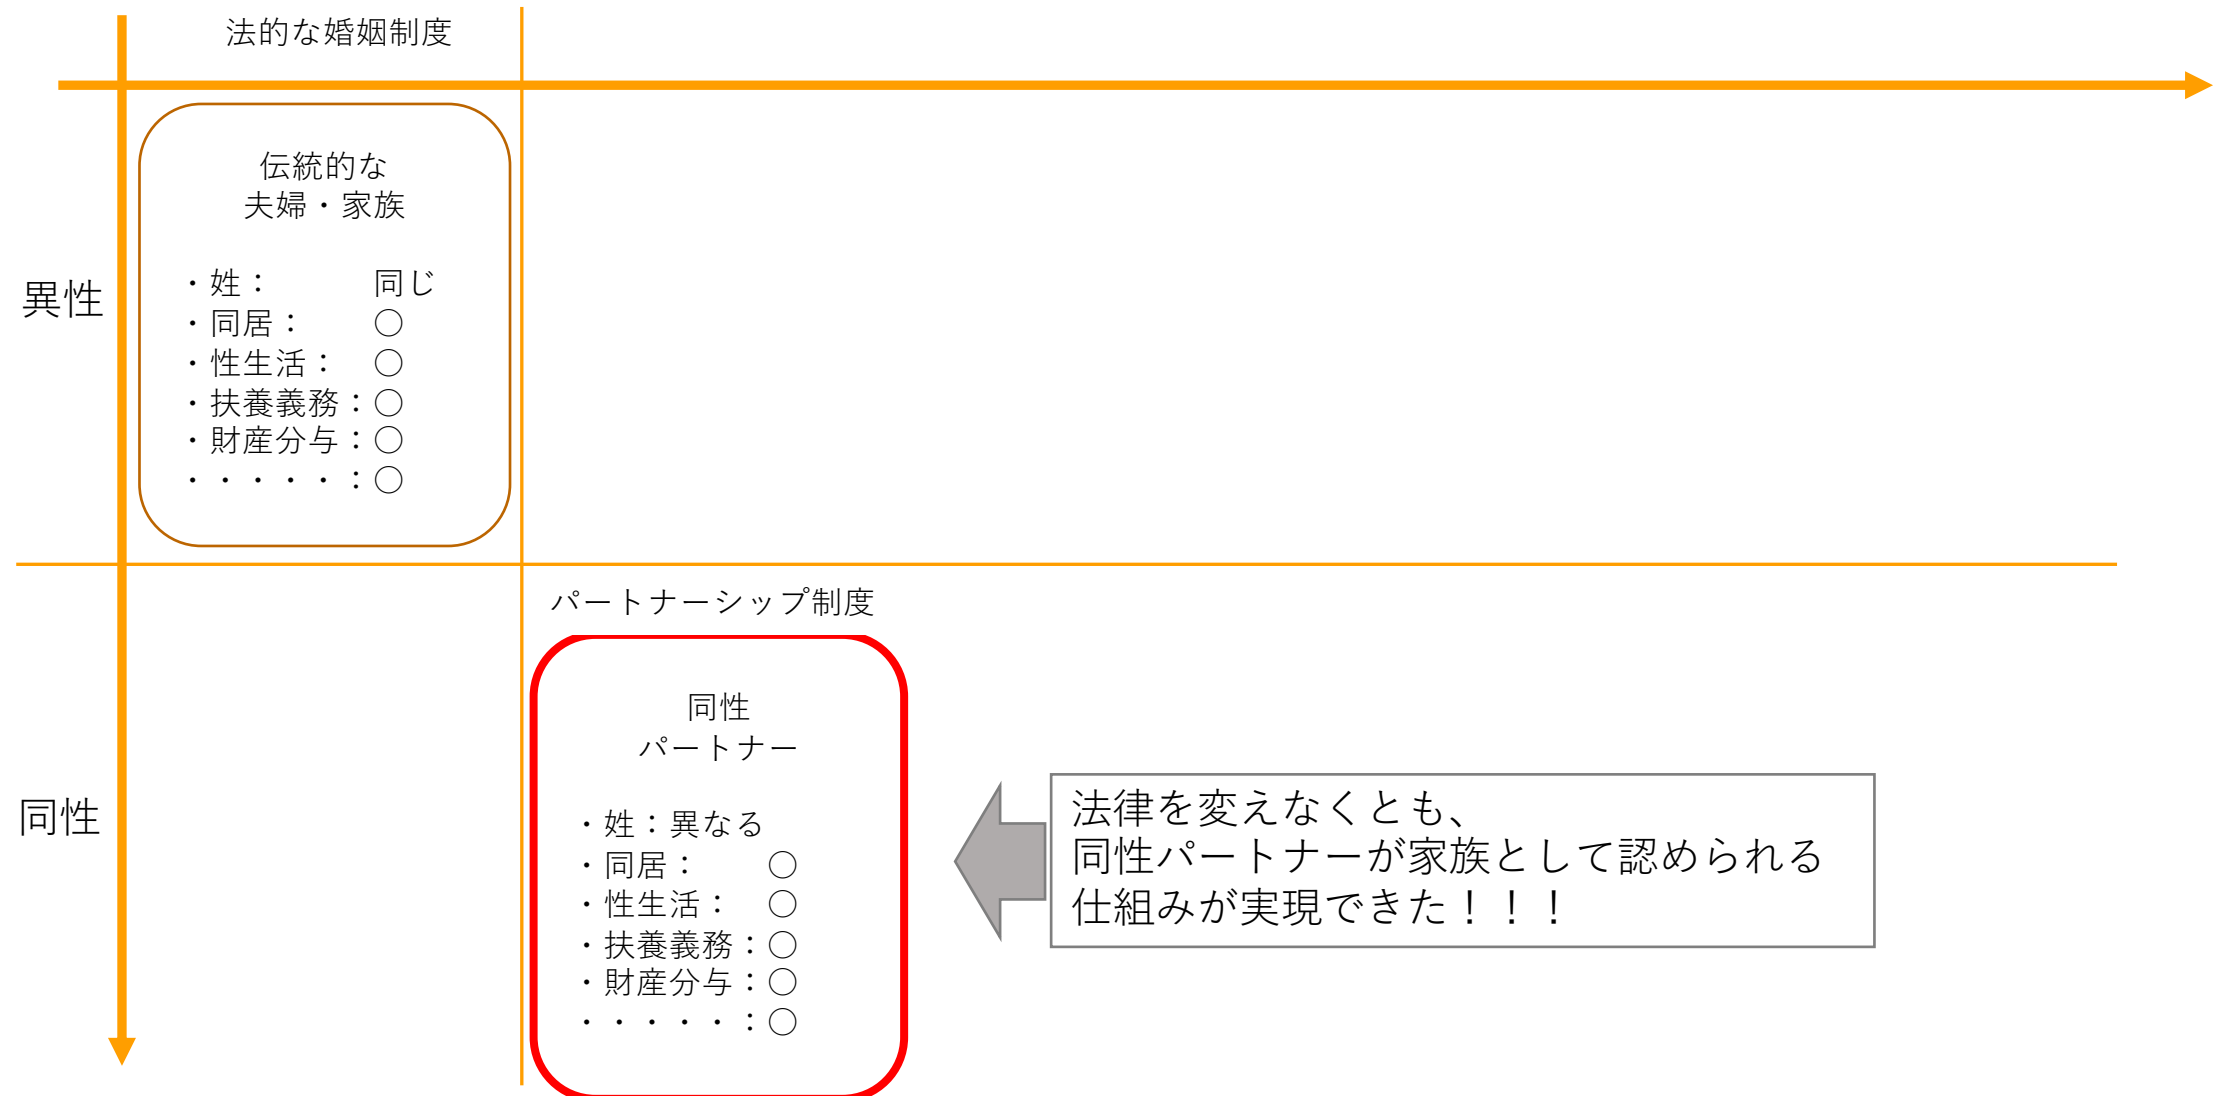 法的な婚姻制度
伝統的な
夫婦・家族
・姓： 同じ
・同居： ○
・性生活： ○
・扶養義務：○
・財産分与：○
・・・・・：○
異性
パートナーシップ制度
同性
パートナー
・姓：異なる
・同居： ○
・性生活： ○
・扶養義務：○
・財産分与：○
・・・・・：○
同性
法律を変えなくとも、
同性パートナーが家族として認められる
仕組みが実現できた！！！